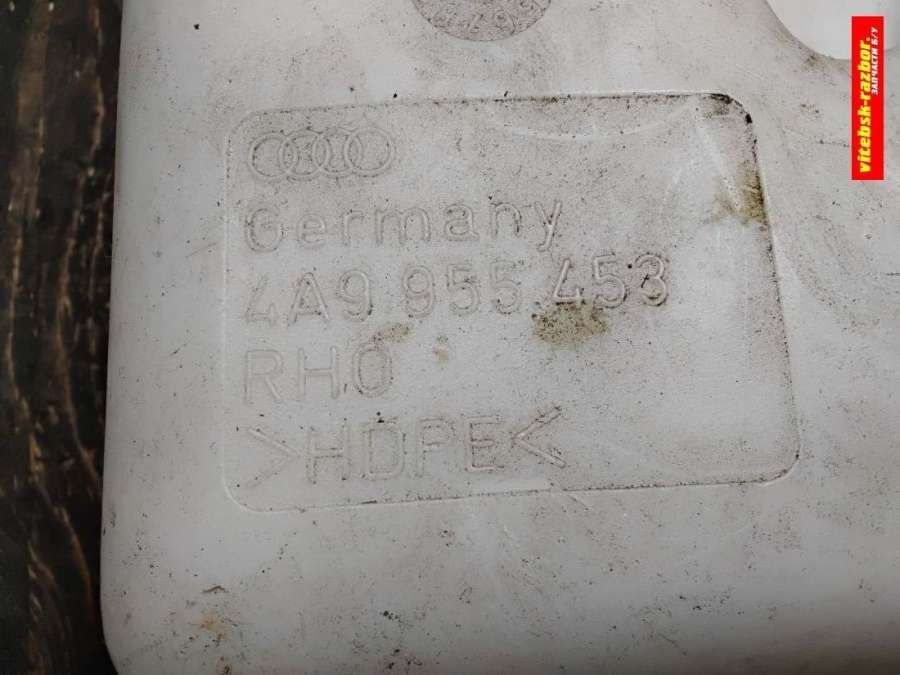 Germany
4A9 955 453
RHO
>HDPE<
vitebsk-razbor.
ЗАПЧАСТИ Б/У